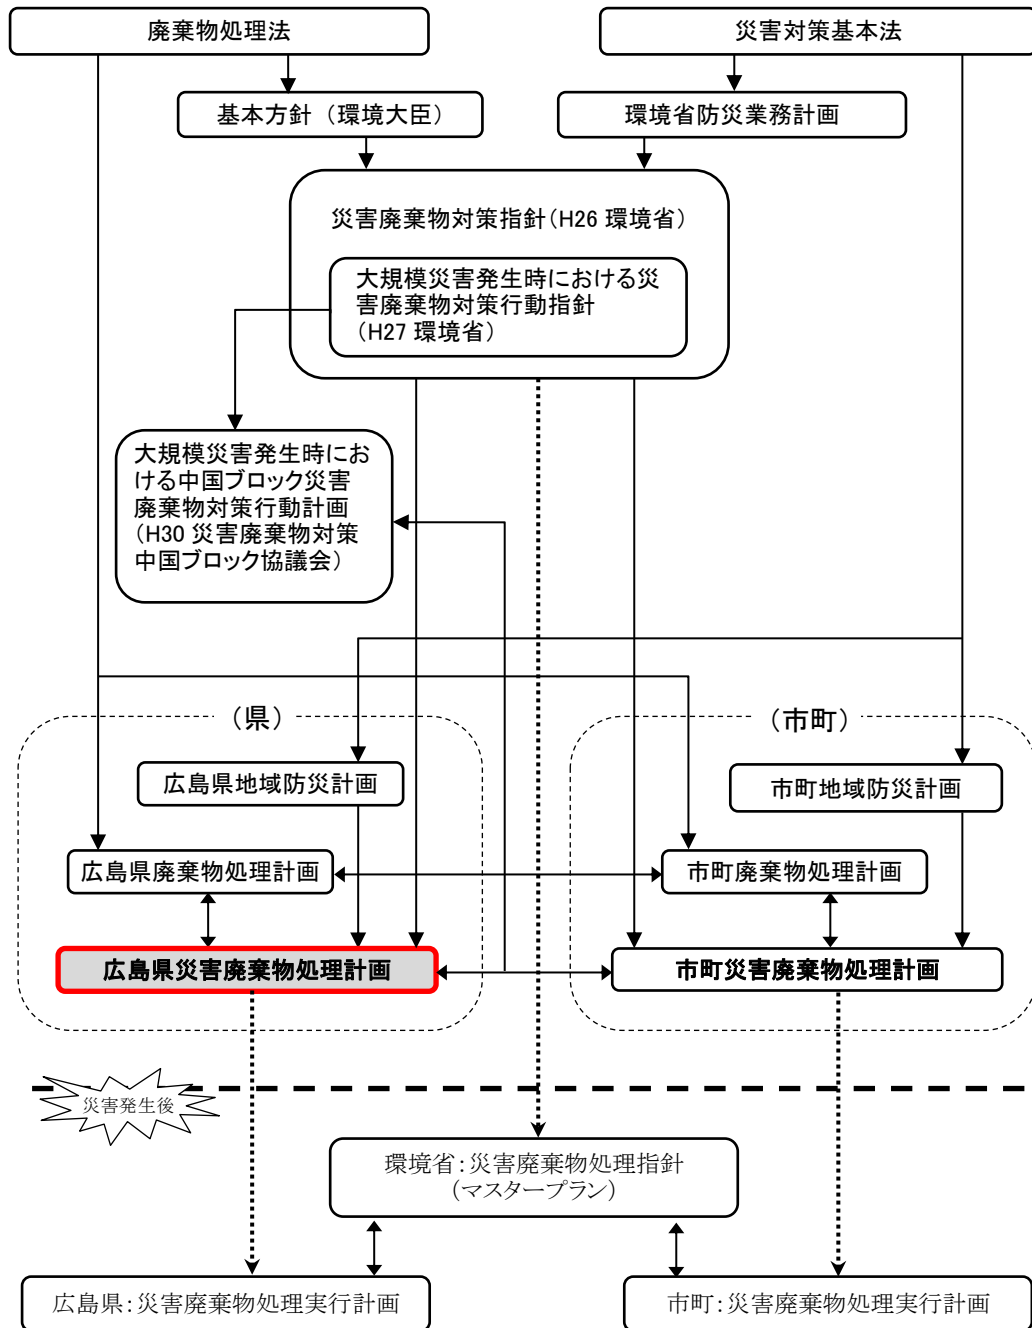 廃棄物処理法
災害対策基本法
基本方針（環境大臣）
環境省防災業務計画
災害廃棄物対策指針（H26 環境省）
大規模災害発生時における災
害廃棄物対策行動指針
（H27 環境省）
大規模災害発生時にお
ける中国ブロック災害
廃棄物対策行動計画
（H30 災害廃棄物対策
中国ブロック協議会）
（県）
（市町）
広島県地域防災計画
市町地域防災計画
広島県廃棄物処理計画
市町廃棄物処理計画
広島県災害廃棄物処理計画
市町災害廃棄物処理計画
災害発生後
環境省：災害廃棄物処理指針
（マスタープラン）
広島県：災害廃棄物処理実行計画
市町：災害廃棄物処理実行計画